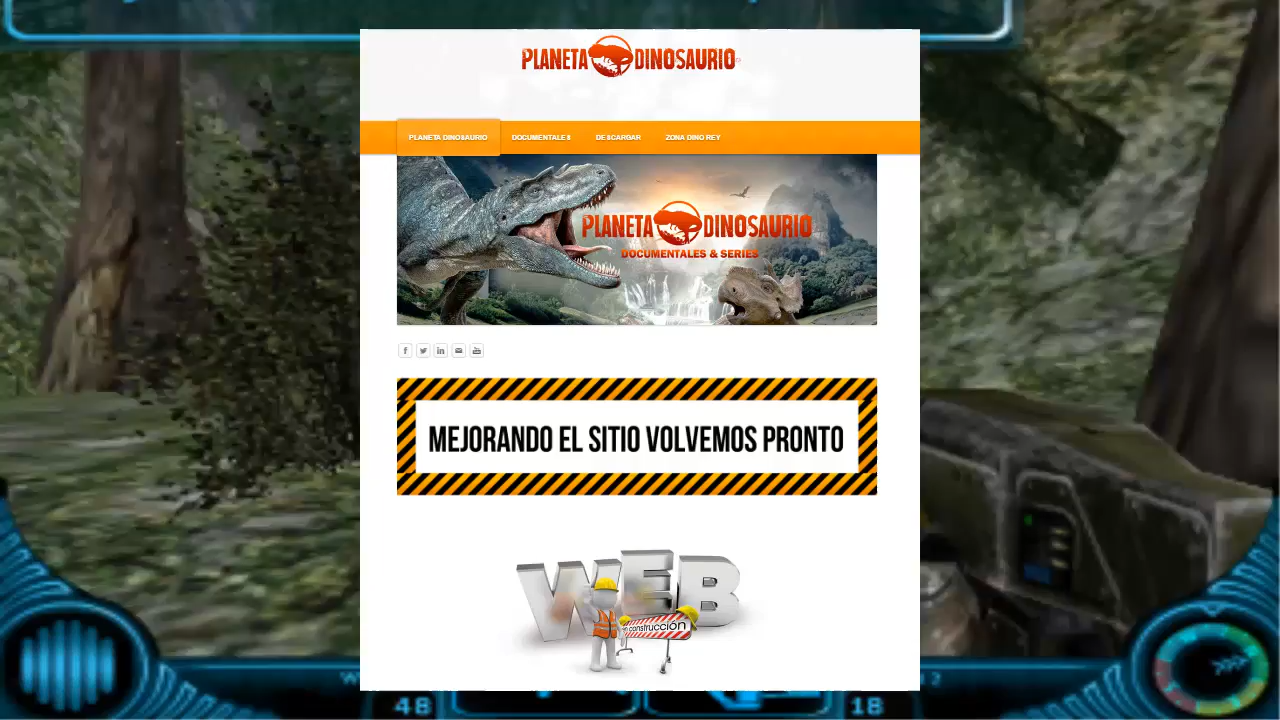 PLANETA DINOSAURIO
PLANETA DINOSAURIO DOCUMENTALES DESCARGAR ZONA DINO REY
PLANETA DINOSAURIO
DOCUMENTALES & SERIES
MEJORANDO EL SITIO VOLVEMOS PRONTO
WEB
en construcción
48
18